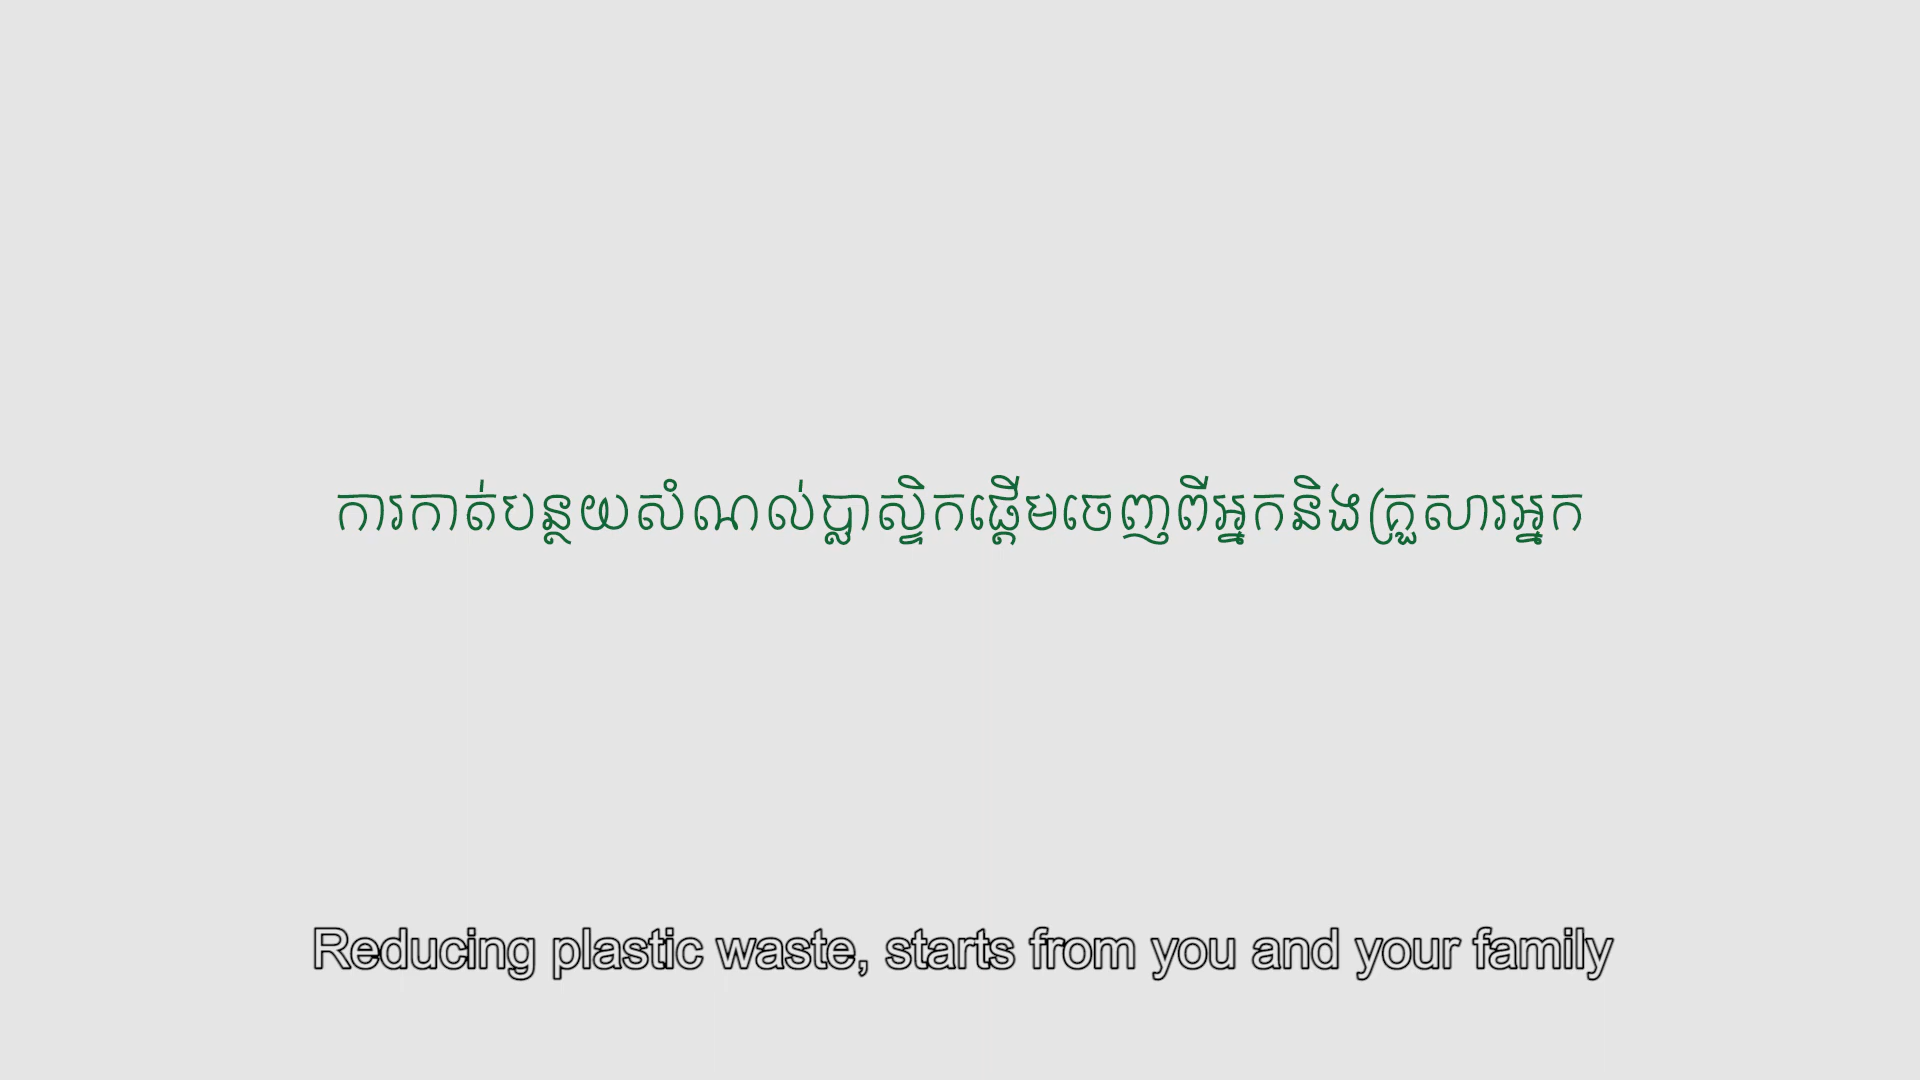 ការកាត់បន្ថយសំណល់ប្លាស្ទិកផ្ដើមចេញពីអ្នកនិងគ្រួសារអ្នក
Reducing plastic waste, starts from you and your family